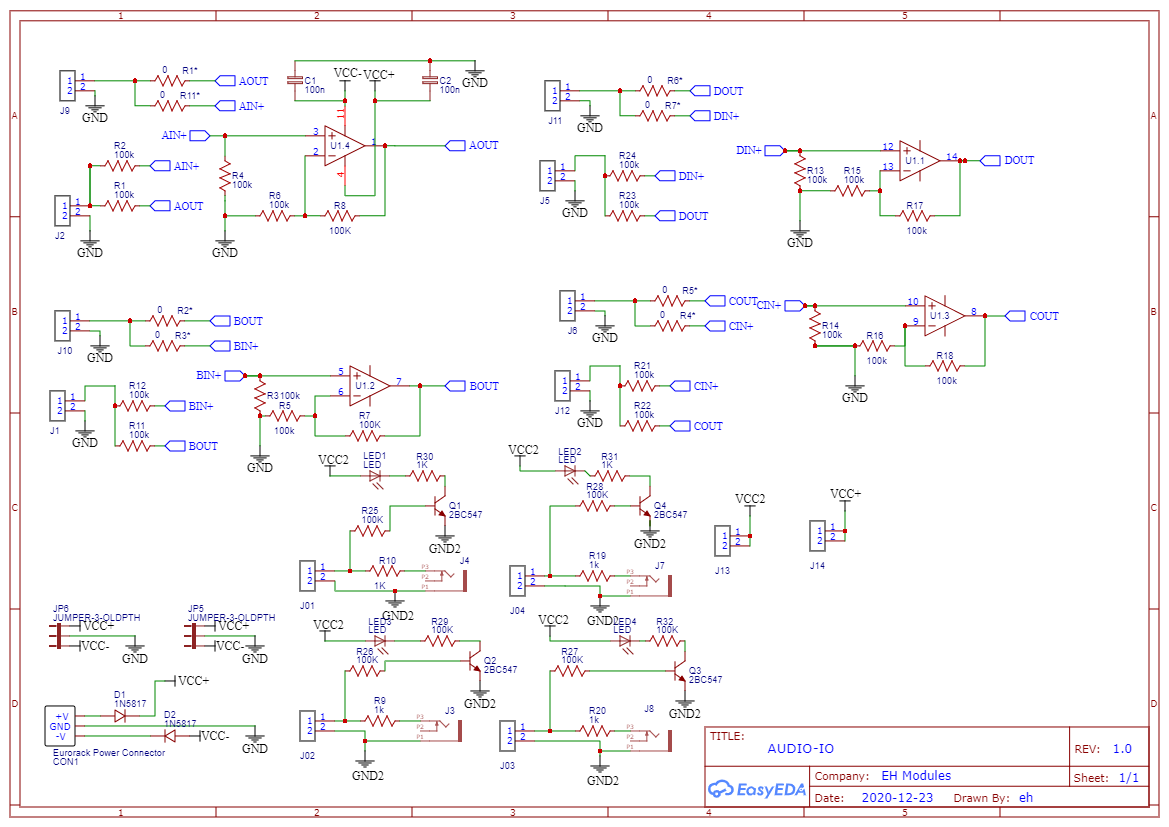 1 2 3 4 5
A B C D
J9 1 2 GND
0 R1* AOUT
0 R11* AIN+
C1 100n
VCC- VCC+
C2 100n
GND
AIN+ 3 2 11 4 1 U1.4 AOUT
R4 100k
R6 100k
R8 100K
GND
J2 1 2 GND
R2 100k AIN+
R1 100k AOUT
J11 1 2 GND
0 R6* DOUT
0 R7* DIN+
J5 1 2 GND
R24 100k DIN+
R23 100k DOUT
DIN+ 12 13 14 U1.1 DOUT
R13 100k
R15 100k
R17 100k
GND
J10 1 2 GND
0 R2* BOUT
0 R3* BIN+
J1 1 2 GND
R12 100k BIN+
R11 100k BOUT
BIN+ 5 6 7 U1.2 BOUT
R3 100k
R5 100k
R7 100K
GND
J6 1 2 GND
0 R5* COUT
0 R4* CIN+
J12 1 2 GND
R21 100k CIN+
R22 100k COUT
CIN+ 10 9 8 U1.3 COUT
R14 100k
R16 100k
R18 100k
GND
VCC2 LED1 LED R30 1K
Q1 2BC547 GND2
R25 100K
J01 1 2 R10 1K GND2
J4 P3 P2 P1
VCC2 LED2 LED R31 1K
Q4 2BC547 GND2
R28 100K
J04 1 2 R19 1k GND2
J7 P3 P2 P1
J13 1 2 VCC2
J14 1 2 VCC+
JP6 JUMPER-3-OLDPTH
VCC+
VCC-
GND
JP5 JUMPER-3-OLDPTH
VCC+
VCC-
GND
VCC2 LED3 LED R29 100K
Q2 2BC547 GND2
R26 100K
J02 1 2 R9 1k GND2
J3 P3 P2 P1
VCC2 LED4 LED R32 100K
Q3 2BC547 GND2
R27 100K
J03 1 2 R20 1k GND2
J8 P3 P2 P1
+V GND -V
D1 1N5817 VCC+
D2 1N5817 VCC-
GND
Eurorack Power Connector
CON1
TITLE: AUDIO-IO
REV: 1.0
EasyEDA
Company: EH Modules
Sheet: 1/1
Date: 2020-12-23 Drawn By: eh
A B C D
1 2 3 4 5